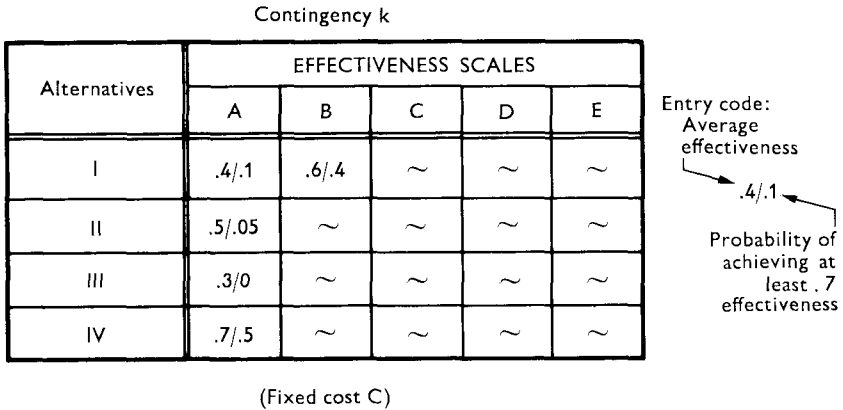 Contingency k
Alternatives
EFFECTIVENESS SCALES
A B C D E
I .4/.1 .6/.4 ~ ~ ~
II .5/.05 ~ ~ ~ ~
III .3/0 ~ ~ ~ ~
IV .7/.5 ~ ~ ~ ~
(Fixed cost C)
Entry code:
Average
effectiveness
.4/.1
Probability of
achieving at
least .7
effectiveness